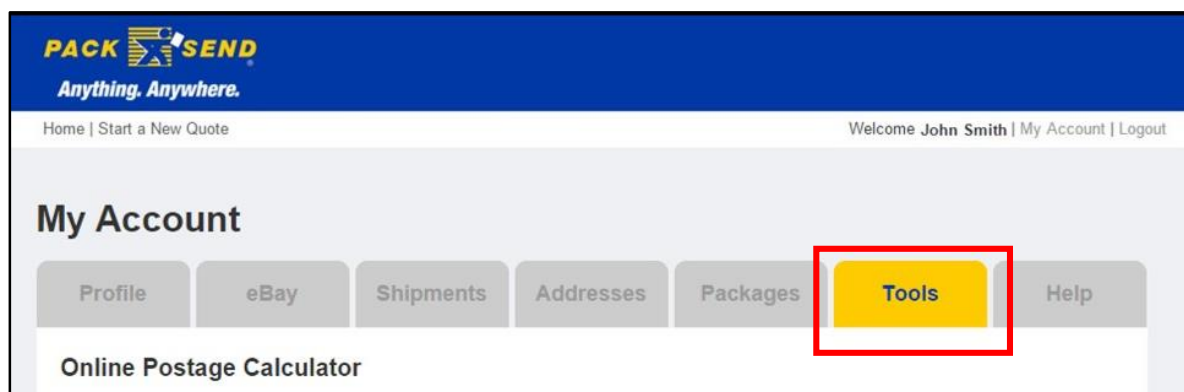 PACK SEND
Anything. Anywhere.
Home | Start a New Quote
Welcome John Smith | My Account | Logout
My Account
Profile eBay Shipments Addresses Packages Tools Help
Online Postage Calculator